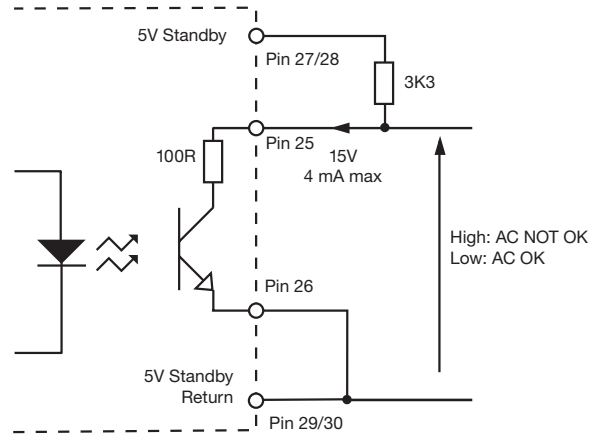 5V Standby
Pin 27/28
3K3
Pin 25
100R
15V
4 mA max
High: AC NOT OK
Low: AC OK
Pin 26
5V Standby
Return
Pin 29/30